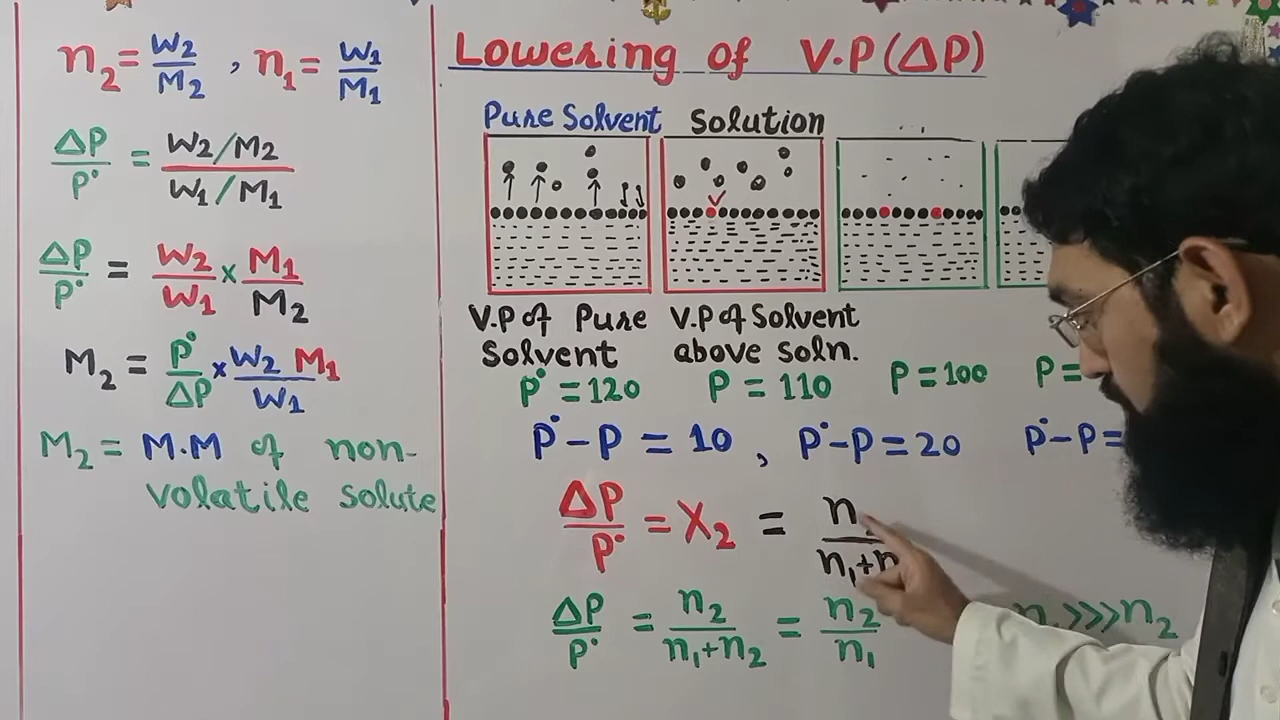 n₂ = W₂/M₂ , n₁ = W₁/M₁
ΔP/P° = W₂/M₂ / W₁/M₁
ΔP/P° = W₂/W₁ × M₁/M₂
M₂ = P°/ΔP × W₂ M₁/W₁
M₂ = M.M of non-
volatile solute
Lowering of V.P (ΔP)
Pure Solvent Solution
V.P of Pure
Solvent
V.P of Solvent
above soln.
P° = 120 P = 110 P = 100 P =
P° - P = 10 , P° - P = 20 P° - P =
ΔP/P° = X₂ = n/n₁+n
ΔP/P° = n₂/n₁+n₂ = n₂/n₁ n >>> n₂